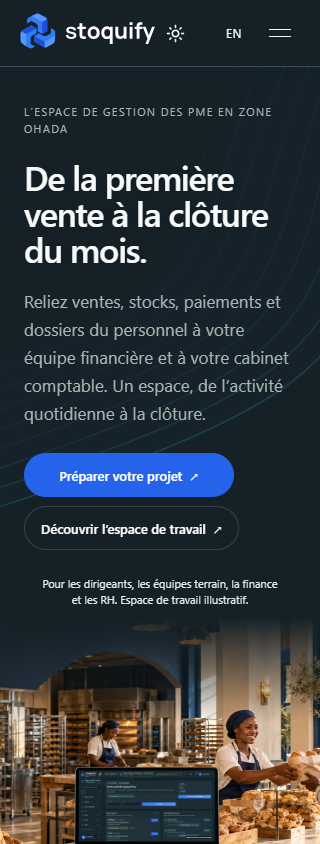 stoquify
EN
L'ESPACE DE GESTION DES PME EN ZONE
OHADA
De la première
vente à la clôture
du mois.
Reliez ventes, stocks, paiements et
dossiers du personnel à votre
équipe financière et à votre cabinet
comptable. Un espace, de l'activité
quotidienne à la clôture.
Préparer votre projet ↗
Découvrir l'espace de travail ↗
Pour les dirigeants, les équipes terrain, la finance
et les RH. Espace de travail illustratif.